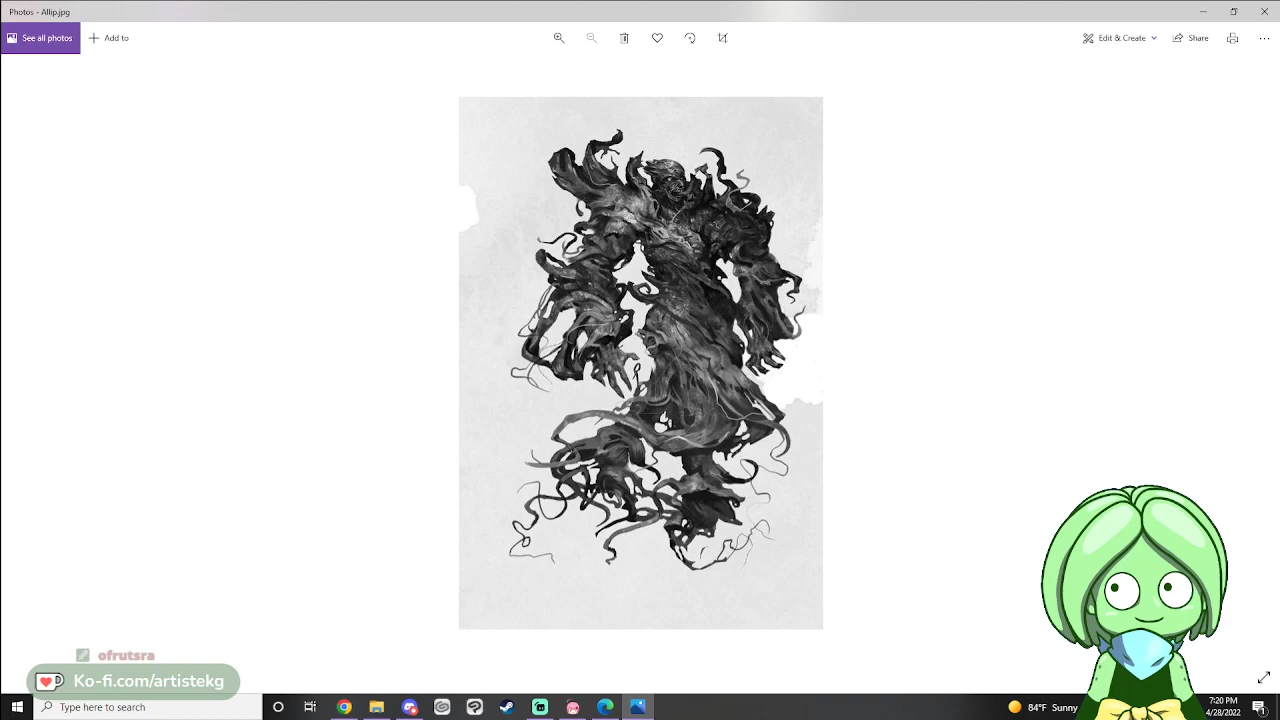 Photos - Allip.jpg
See all photos
Add to
Edit & Create
Share
ofrutsra
Ko-fi.com/artistekg
Type here to search
84°F Sunny
7:20 PM
4/28/2022